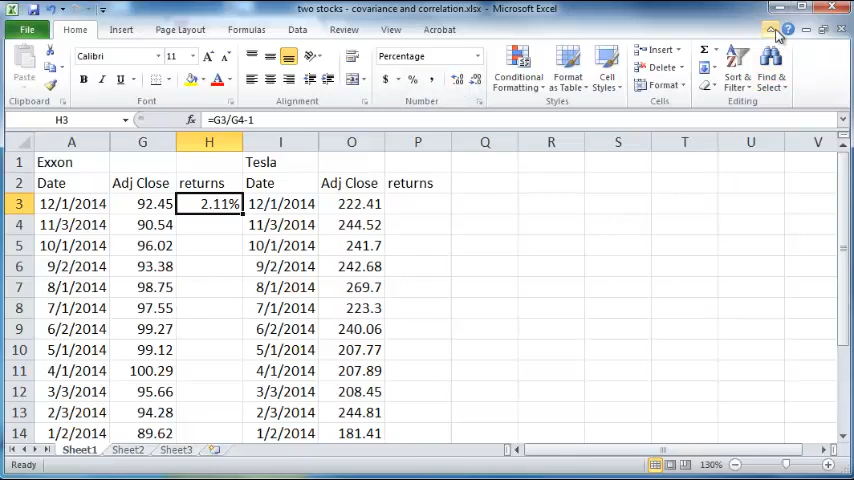 two stocks - covariance and correlation.xlsx - Microsoft Excel
File Home Insert Page Layout Formulas Data Review View Acrobat
Paste Calibri 11 A A Percentage Conditional Formatting Format as Table Cell Styles Insert Delete Format Σ Sort & Filter Find & Select
B I U A $ % ,
Clipboard Font Alignment Number Styles Cells Editing
H3 fx =G3/G4-1
A G H I O P Q R S T U V
1 Exxon Tesla
2 Date Adj Close returns Date Adj Close returns
3 12/1/2014 92.45 2.11% 12/1/2014 222.41
4 11/3/2014 90.54 11/3/2014 244.52
5 10/1/2014 96.02 10/1/2014 241.7
6 9/2/2014 93.38 9/2/2014 242.68
7 8/1/2014 98.75 8/1/2014 269.7
8 7/1/2014 97.55 7/1/2014 223.3
9 6/2/2014 99.27 6/2/2014 240.06
10 5/1/2014 99.12 5/1/2014 207.77
11 4/1/2014 100.29 4/1/2014 207.89
12 3/3/2014 95.66 3/3/2014 208.45
13 2/3/2014 94.28 2/3/2014 244.81
14 1/2/2014 89.62 1/2/2014 181.41
Sheet1 Sheet2 Sheet3
Ready 130%